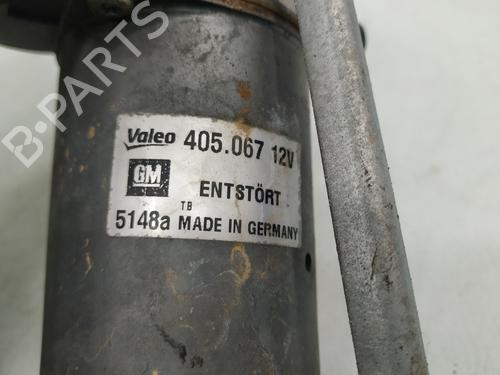 B-PARTS
Valeo 405.067 12V
GM ENTSTÖRT
TB
5148a MADE IN GERMANY